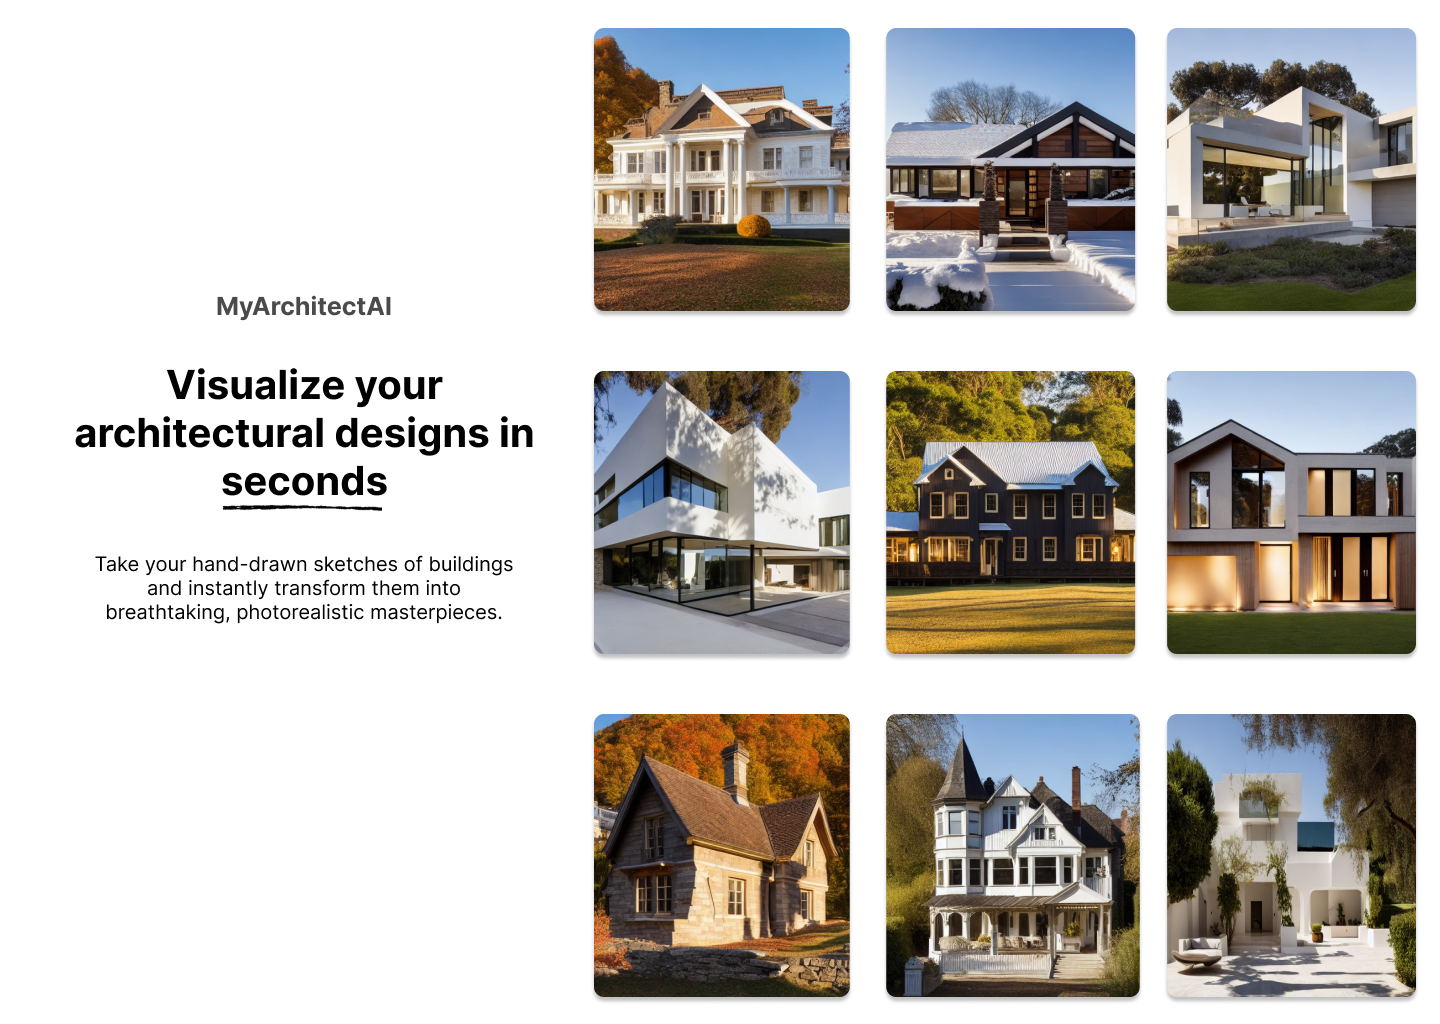 MyArchitectAI
Visualize your
architectural designs in
seconds
Take your hand-drawn sketches of buildings
and instantly transform them into
breathtaking, photorealistic masterpieces.